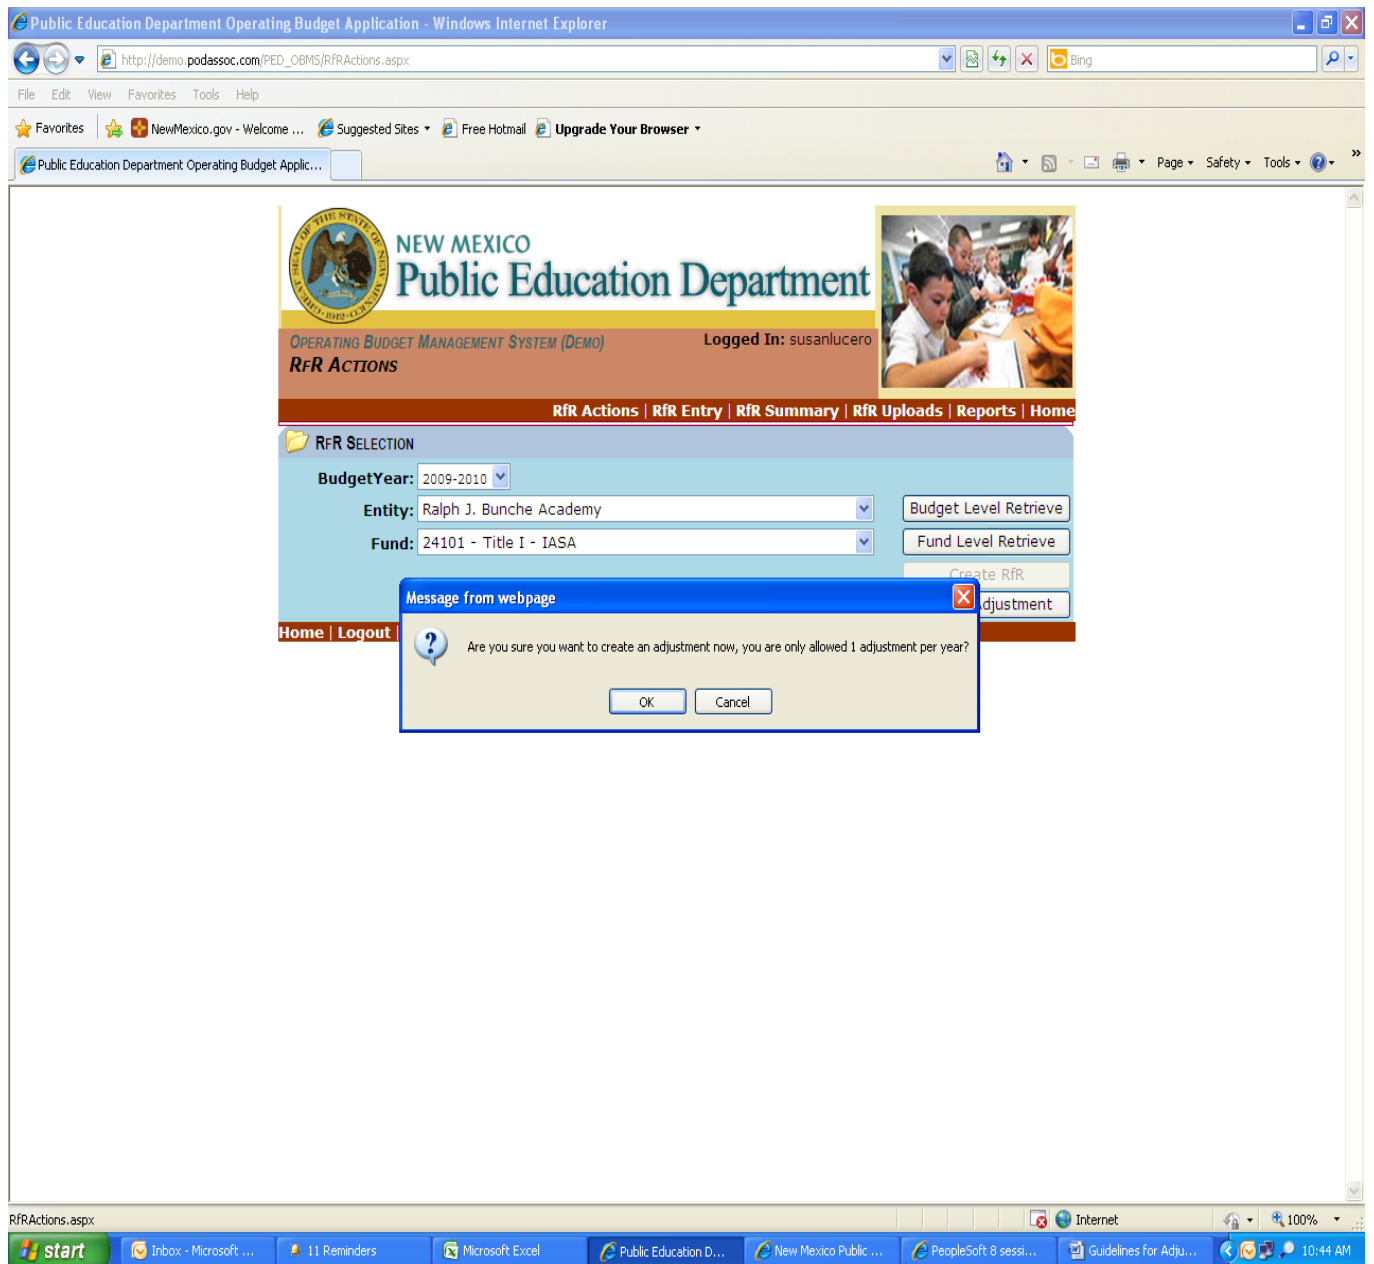 Public Education Department Operating Budget Application - Windows Internet Explorer
http://demo.podassoc.com/PED_OBMS/RfRActions.aspx
Bing
File Edit View Favorites Tools Help
Favorites NewMexico.gov - Welcome ... Suggested Sites Free Hotmail Upgrade Your Browser
Public Education Department Operating Budget Applic...
Page Safety Tools »
NEW MEXICO
Public Education Department
OPERATING BUDGET MANAGEMENT SYSTEM (DEMO)
Logged In: susanlucero
RFR ACTIONS
RfR Actions | RfR Entry | RfR Summary | RfR Uploads | Reports | Home
RFR SELECTION
BudgetYear: 2009-2010
Entity: Ralph J. Bunche Academy
Budget Level Retrieve
Fund: 24101 - Title I - IASA
Fund Level Retrieve
Create RfR
djustment
Home | Logout |
Message from webpage
Are you sure you want to create an adjustment now, you are only allowed 1 adjustment per year?
OK Cancel
RfRActions.aspx
Internet
100%
start
Inbox - Microsoft ...
11 Reminders
Microsoft Excel
Public Education D...
New Mexico Public ...
PeopleSoft 8 sessi...
Guidelines for Adju...
10:44 AM